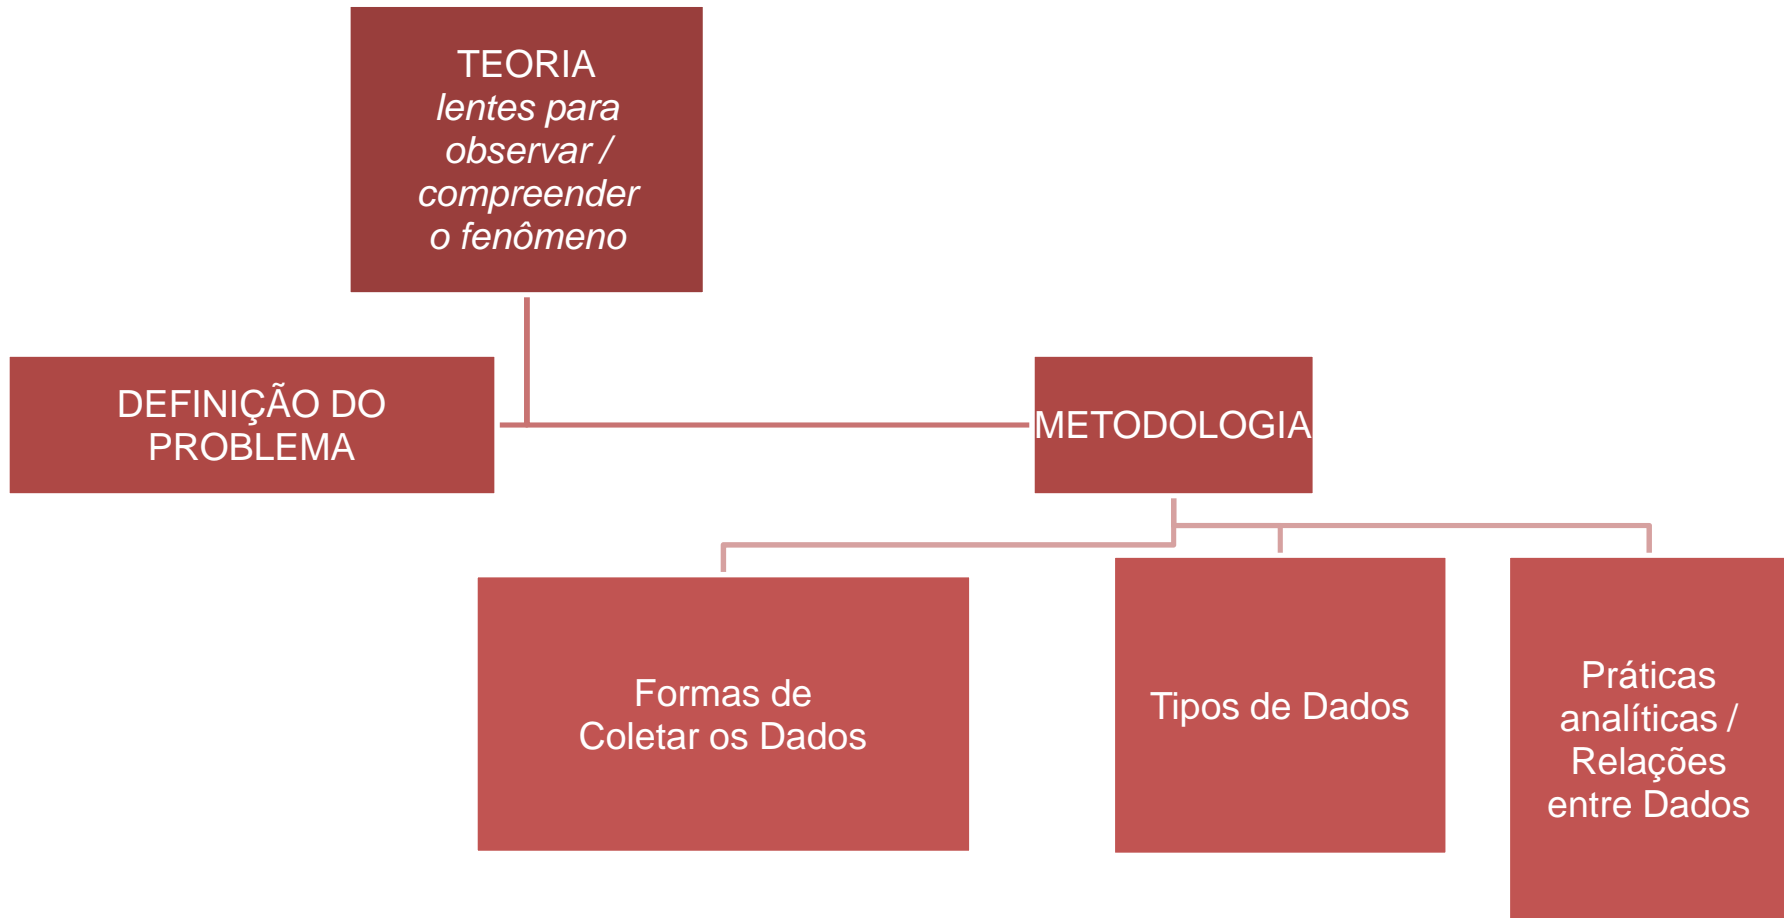 TEORIA
lentes para
observar /
compreender
o fenômeno
DEFINIÇÃO DO
PROBLEMA
METODOLOGIA
Formas de
Coletar os Dados
Tipos de Dados
Práticas
analíticas /
Relações
entre Dados